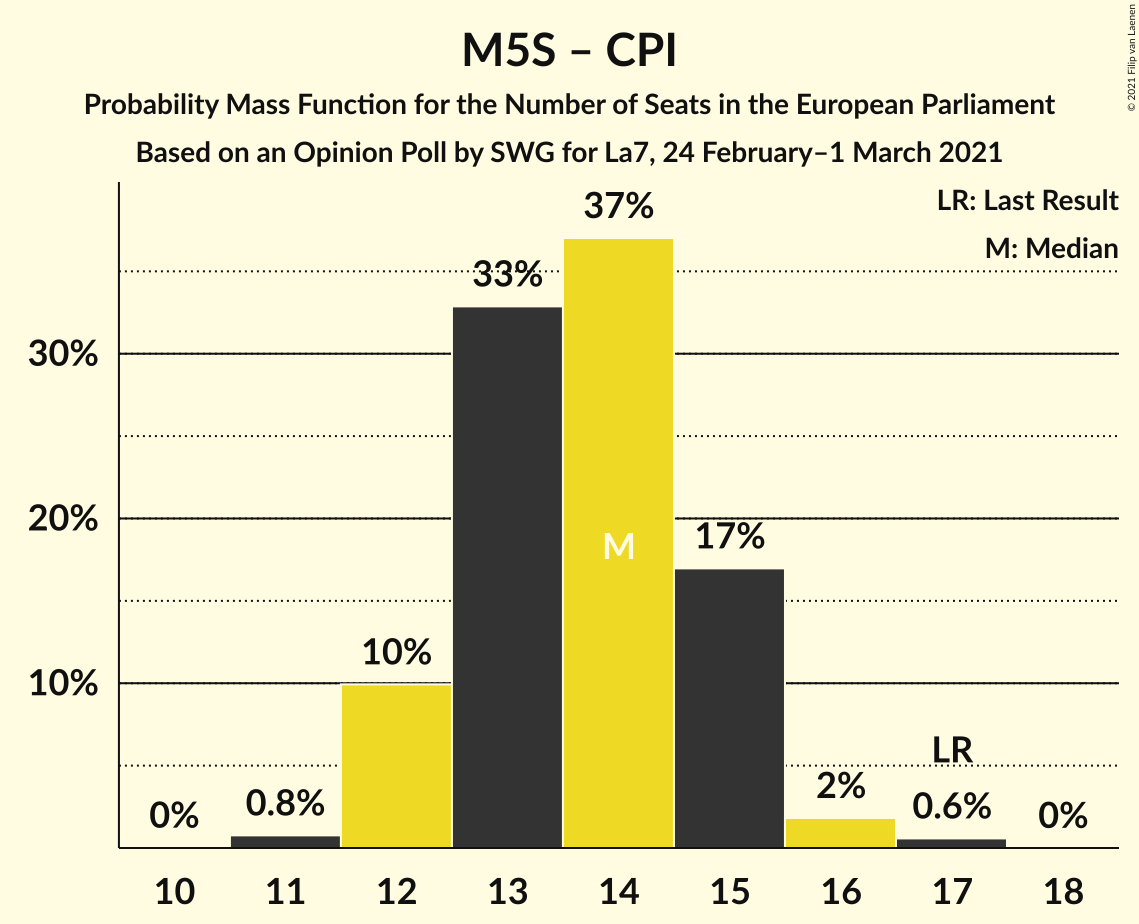 M5S – CPI
Probability Mass Function for the Number of Seats in the European Parliament
Based on an Opinion Poll by SWG for La7, 24 February–1 March 2021
© 2021 Filip van Laenen
LR: Last Result
M: Median
37%
33%
30%
20%
17%
M
10%
10%
LR
2%
0.8%
0.6%
0%
0%
10 11 12 13 14 15 16 17 18